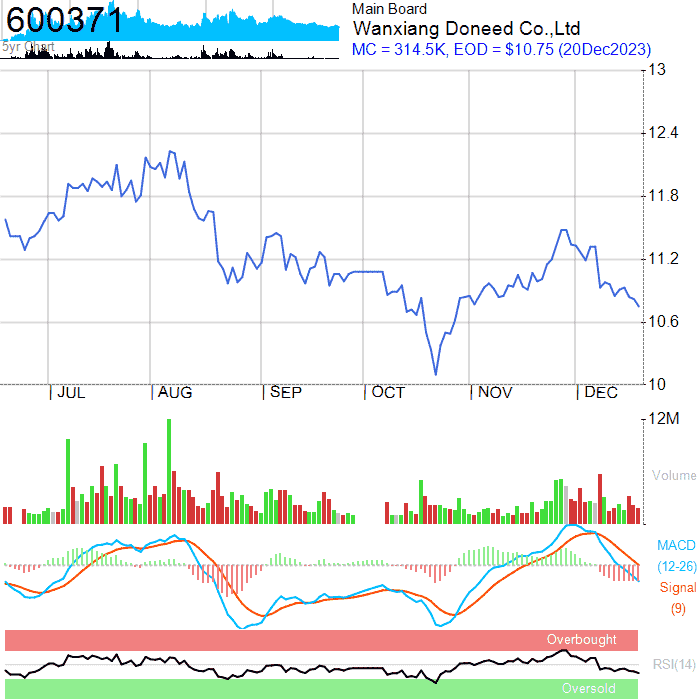 600371
5yr Chart
Main Board
Wanxiang Doneed Co.,Ltd
MC = 314.5K, EOD = $10.75 (20Dec2023)
13
12.4
11.8
11.2
10.6
10
JUL AUG SEP OCT NOV DEC
12M
Volume
MACD
(12-26)
Signal
(9)
Overbought
RSI(14)
Oversold